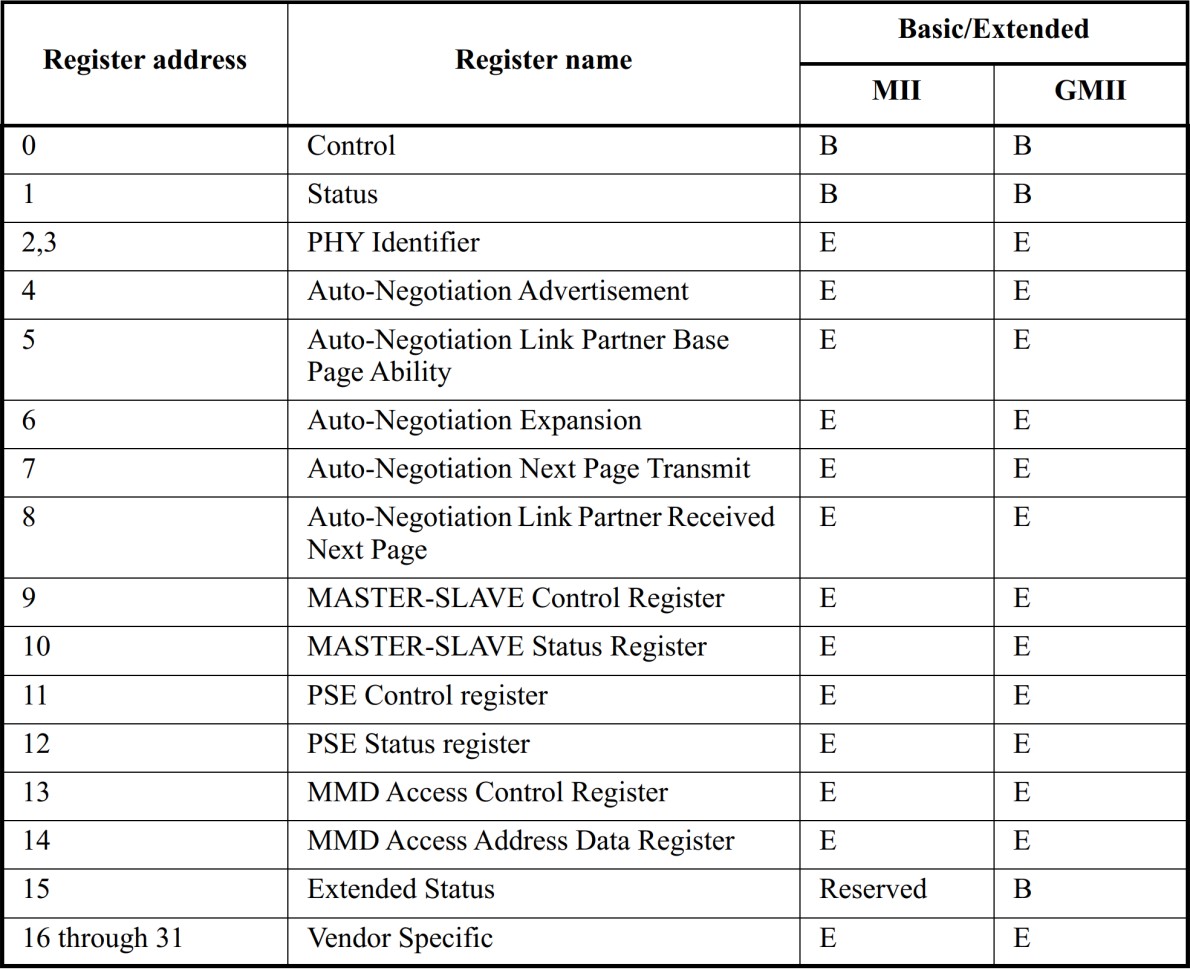 Register address Register name Basic/Extended
MII GMII
0 Control B B
1 Status B B
2,3 PHY Identifier E E
4 Auto-Negotiation Advertisement E E
5 Auto-Negotiation Link Partner Base E E
Page Ability
6 Auto-Negotiation Expansion E E
7 Auto-Negotiation Next Page Transmit E E
8 Auto-Negotiation Link Partner Received E E
Next Page
9 MASTER-SLAVE Control Register E E
10 MASTER-SLAVE Status Register E E
11 PSE Control register E E
12 PSE Status register E E
13 MMD Access Control Register E E
14 MMD Access Address Data Register E E
15 Extended Status Reserved B
16 through 31 Vendor Specific E E